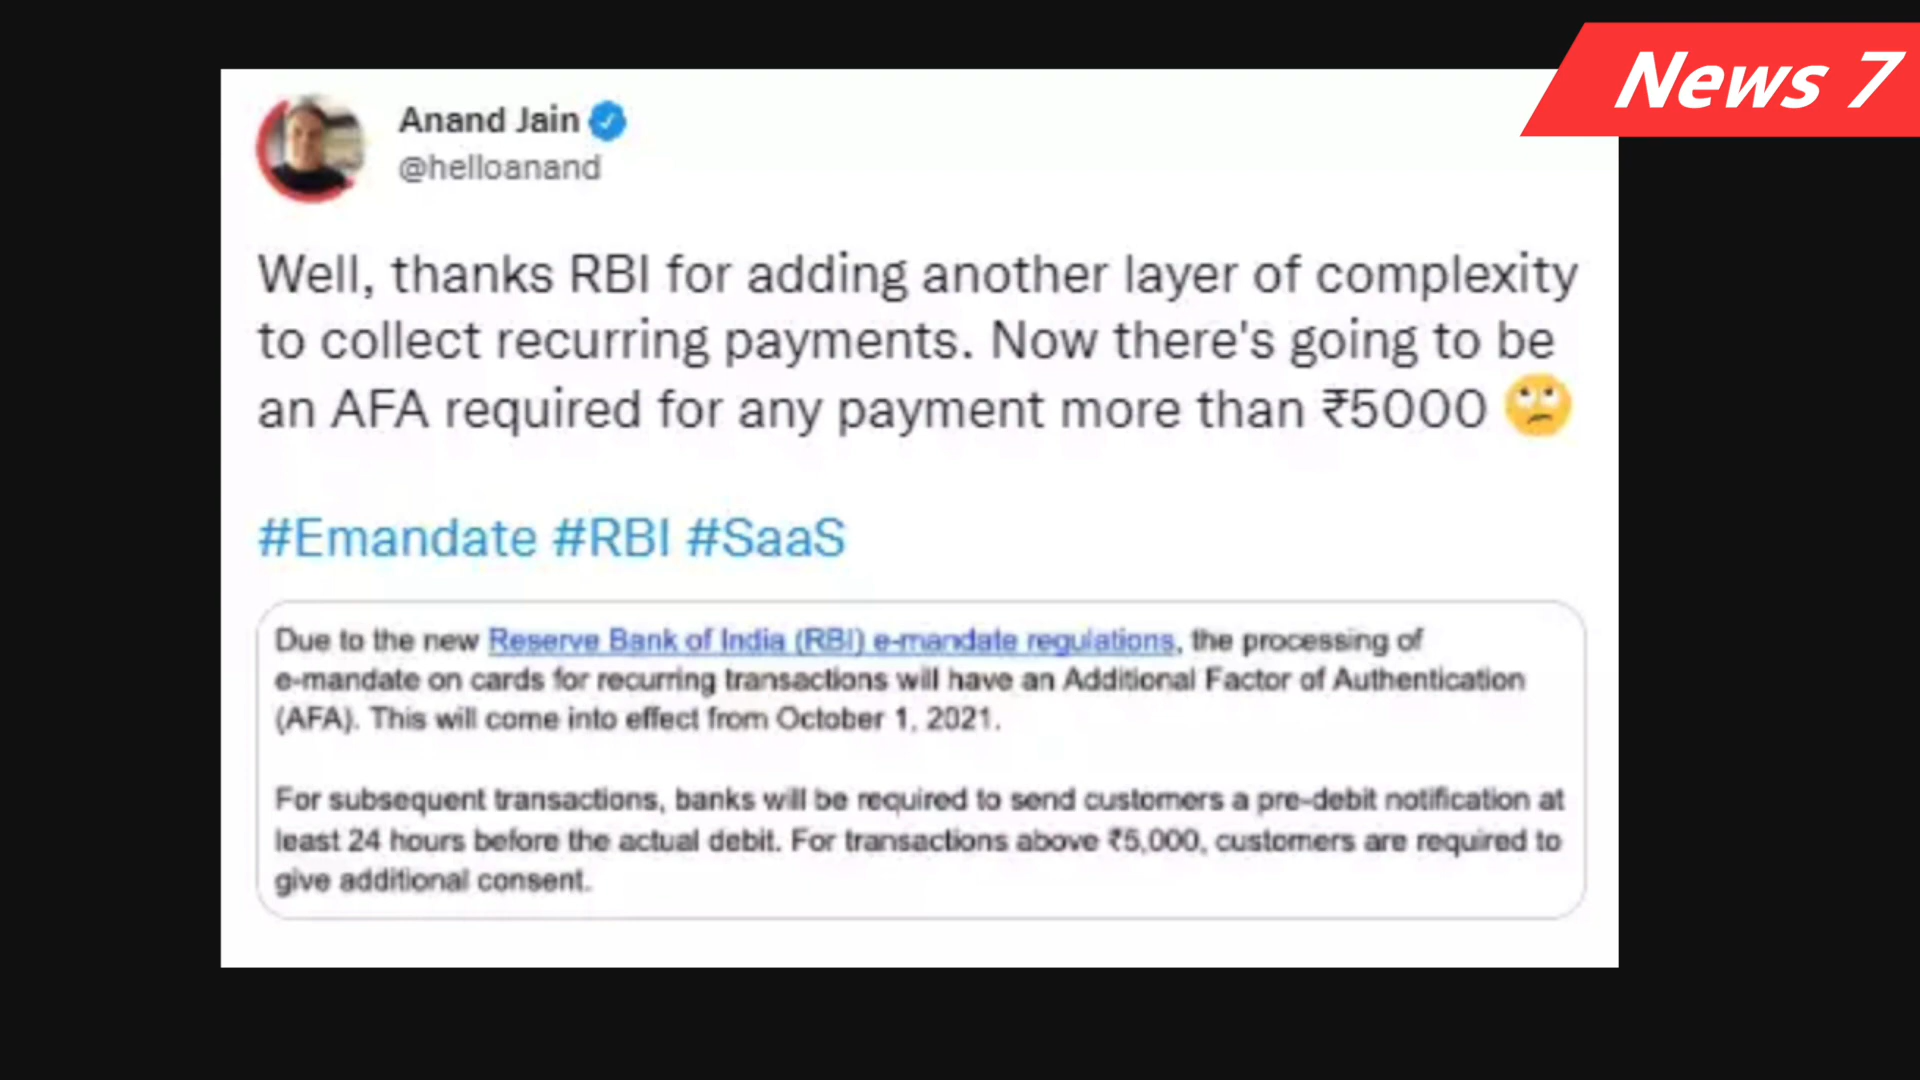 News 7
Anand Jain
@helloanand
Well, thanks RBI for adding another layer of complexity
to collect recurring payments. Now there's going to be
an AFA required for any payment more than ₹5000 🙄
#Emandate #RBI #SaaS
Due to the new Reserve Bank of India (RBI) e-mandate regulations, the processing of
e-mandate on cards for recurring transactions will have an Additional Factor of Authentication
(AFA). This will come into effect from October 1, 2021.
For subsequent transactions, banks will be required to send customers a pre-debit notification at
least 24 hours before the actual debit. For transactions above ₹5,000, customers are required to
give additional consent.